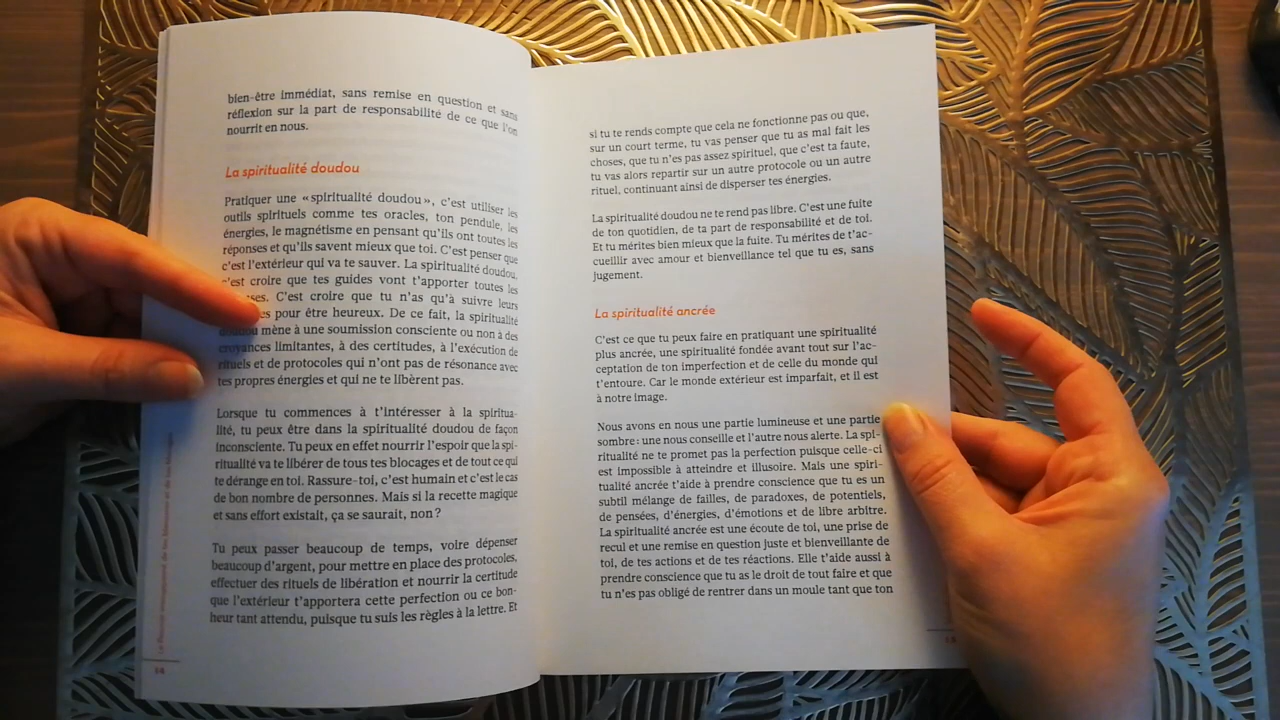 bien-être immédiat, sans remise en question et sans
réflexion sur la part de responsabilité de ce que l'on
nourrit en nous.
La spiritualité doudou
Pratiquer une «spiritualité doudou», c'est utiliser les
outils spirituels comme tes oracles, ton pendule, les
énergies, le magnétisme en pensant qu'ils ont toutes les
réponses et qu'ils savent mieux que toi. C'est penser que
c'est l'extérieur qui va te sauver. La spiritualité doudou,
c'est croire que tes guides vont t'apporter toutes les
C'est croire que tu n'as qu'à suivre leurs
pour être heureux. De ce fait, la spiritualité
doudou mène à une soumission consciente ou non à des
croyances limitantes, à des certitudes, à l'exécution de
rituels et de protocoles qui n'ont pas de résonance avec
tes propres énergies et qui ne te libèrent pas.
Lorsque tu commences à t'intéresser à la spiritua-
lité, tu peux être dans la spiritualité doudou de façon
inconsciente. Tu peux en effet nourrir l'espoir que la spi-
ritualité va te libérer de tous tes blocages et de tout ce qui
te dérange en toi. Rassure-toi, c'est humain et c'est le cas
de bon nombre de personnes. Mais si la recette magique
et sans effort existait, ça se saurait, non ?
Tu peux passer beaucoup de temps, voire dépenser
beaucoup d'argent, pour mettre en place des protocoles,
effectuer des rituels de libération et nourrir la certitude
que l'extérieur t'apportera cette perfection ou ce bon-
heur tant attendu, puisque tu suis les règles à la lettre. Et
si tu te rends compte que cela ne fonctionne pas ou que,
sur un court terme, tu vas penser que tu as mal fait les
choses, que tu n'es pas assez spirituel, que c'est ta faute,
tu vas alors repartir sur un autre protocole ou un autre
rituel, continuant ainsi de disperser tes énergies.
La spiritualité doudou ne te rend pas libre. C'est une fuite
de ton quotidien, de ta part de responsabilité et de toi.
Et tu mérites bien mieux que la fuite. Tu mérites de t'ac-
cueillir avec amour et bienveillance tel que tu es, sans
jugement.
La spiritualité ancrée
C'est ce que tu peux faire en pratiquant une spiritualité
plus ancrée, une spiritualité fondée avant tout sur l'ac-
ceptation de ton imperfection et de celle du monde qui
t'entoure. Car le monde extérieur est imparfait, et il est
à notre image.
Nous avons en nous une partie lumineuse et une partie
sombre : une nous conseille et l'autre nous alerte. La spi-
ritualité ne te promet pas la perfection puisque celle-ci
est impossible à atteindre et illusoire. Mais une spiri-
tualité ancrée t'aide à prendre conscience que tu es un
subtil mélange de failles, de paradoxes, de potentiels,
de pensées, d'énergies, d'émotions et de libre arbitre.
La spiritualité ancrée est une écoute de toi, une prise de
recul et une remise en question juste et bienveillante de
toi, de tes actions et de tes réactions. Elle t'aide aussi à
prendre conscience que tu as le droit de tout faire et que
tu n'es pas obligé de rentrer dans un moule tant que ton